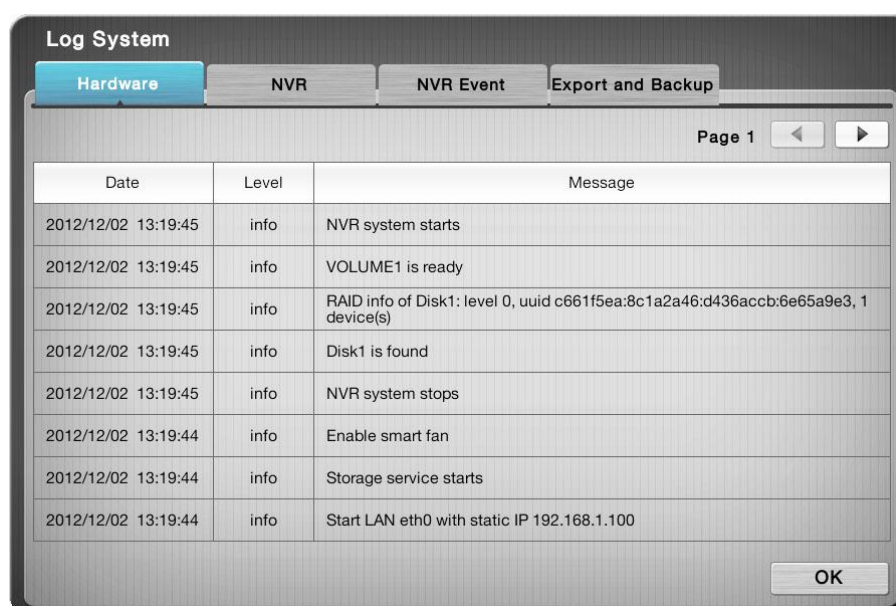 Log System
Hardware NVR NVR Event Export and Backup
Page 1
Date Level Message
2012/12/02 13:19:45 info NVR system starts
2012/12/02 13:19:45 info VOLUME1 is ready
2012/12/02 13:19:45 info RAID info of Disk1: level 0, uuid c661f5ea:8c1a2a46:d436accb:6e65a9e3, 1
device(s)
2012/12/02 13:19:45 info Disk1 is found
2012/12/02 13:19:45 info NVR system stops
2012/12/02 13:19:44 info Enable smart fan
2012/12/02 13:19:44 info Storage service starts
2012/12/02 13:19:44 info Start LAN eth0 with static IP 192.168.1.100
OK